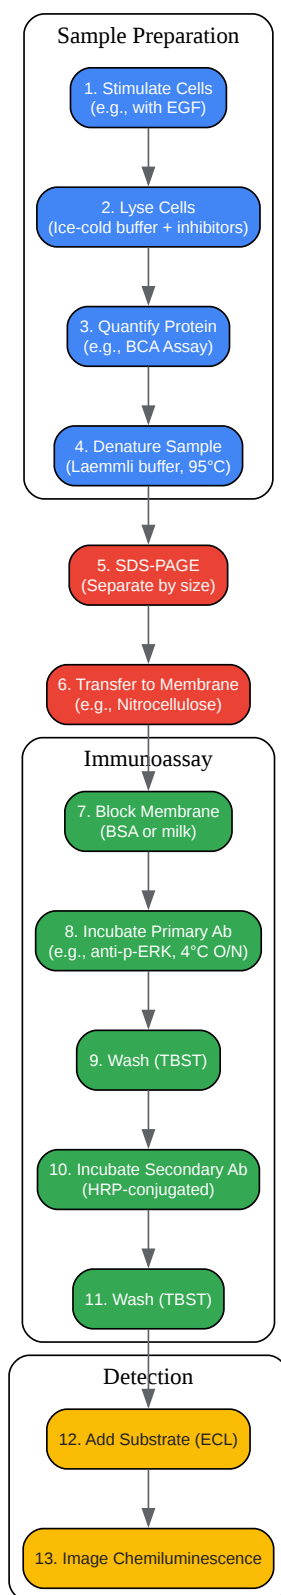 Sample Preparation
1. Stimulate Cells
(e.g., with EGF)
2. Lyse Cells
(Ice-cold buffer + inhibitors)
3. Quantify Protein
(e.g., BCA Assay)
4. Denature Sample
(Laemmli buffer, 95°C)
5. SDS-PAGE
(Separate by size)
6. Transfer to Membrane
(e.g., Nitrocellulose)
Immunoassay
7. Block Membrane
(BSA or milk)
8. Incubate Primary Ab
(e.g., anti-p-ERK, 4°C O/N)
9. Wash (TBST)
10. Incubate Secondary Ab
(HRP-conjugated)
11. Wash (TBST)
Detection
12. Add Substrate (ECL)
13. Image Chemiluminescence